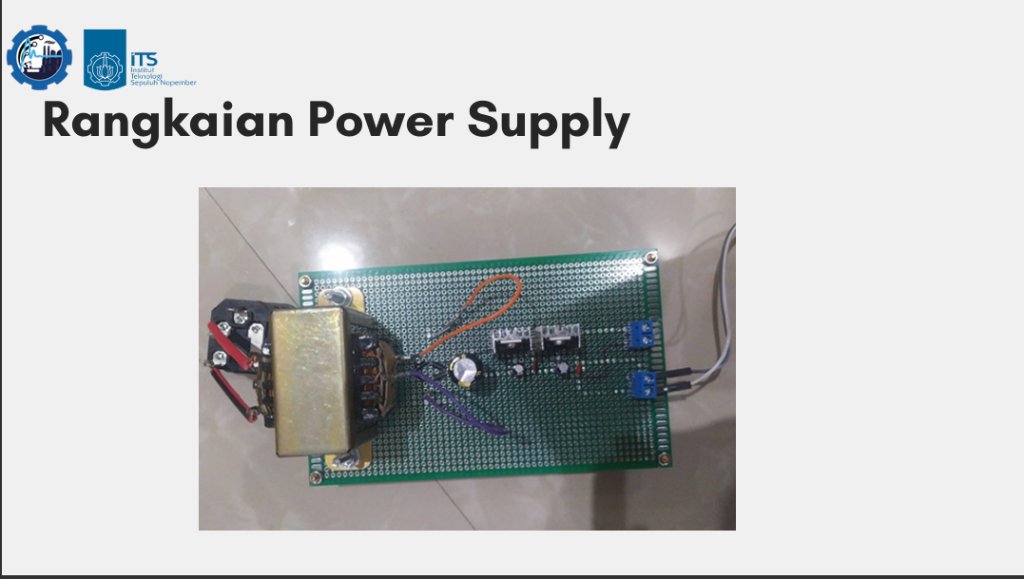 iTS
Institut
Teknologi
Sepuluh Nopember
Rangkaian Power Supply